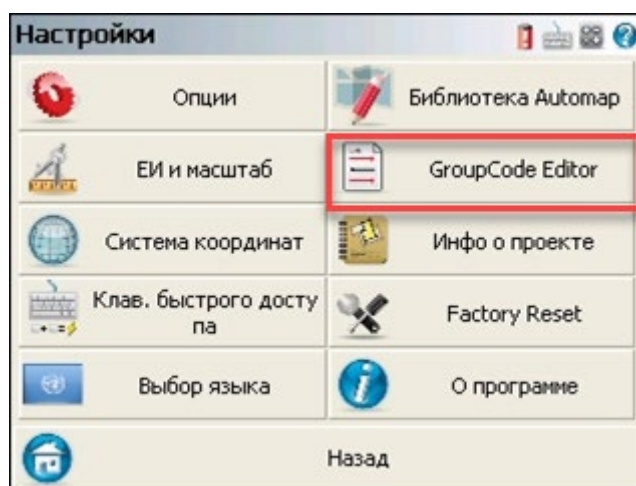 Настройки
Опции
Библиотека Automap
ЕИ и масштаб
GroupCode Editor
Система координат
Инфо о проекте
Клав. быстрого досту
па
Factory Reset
Выбор языка
О программе
Назад